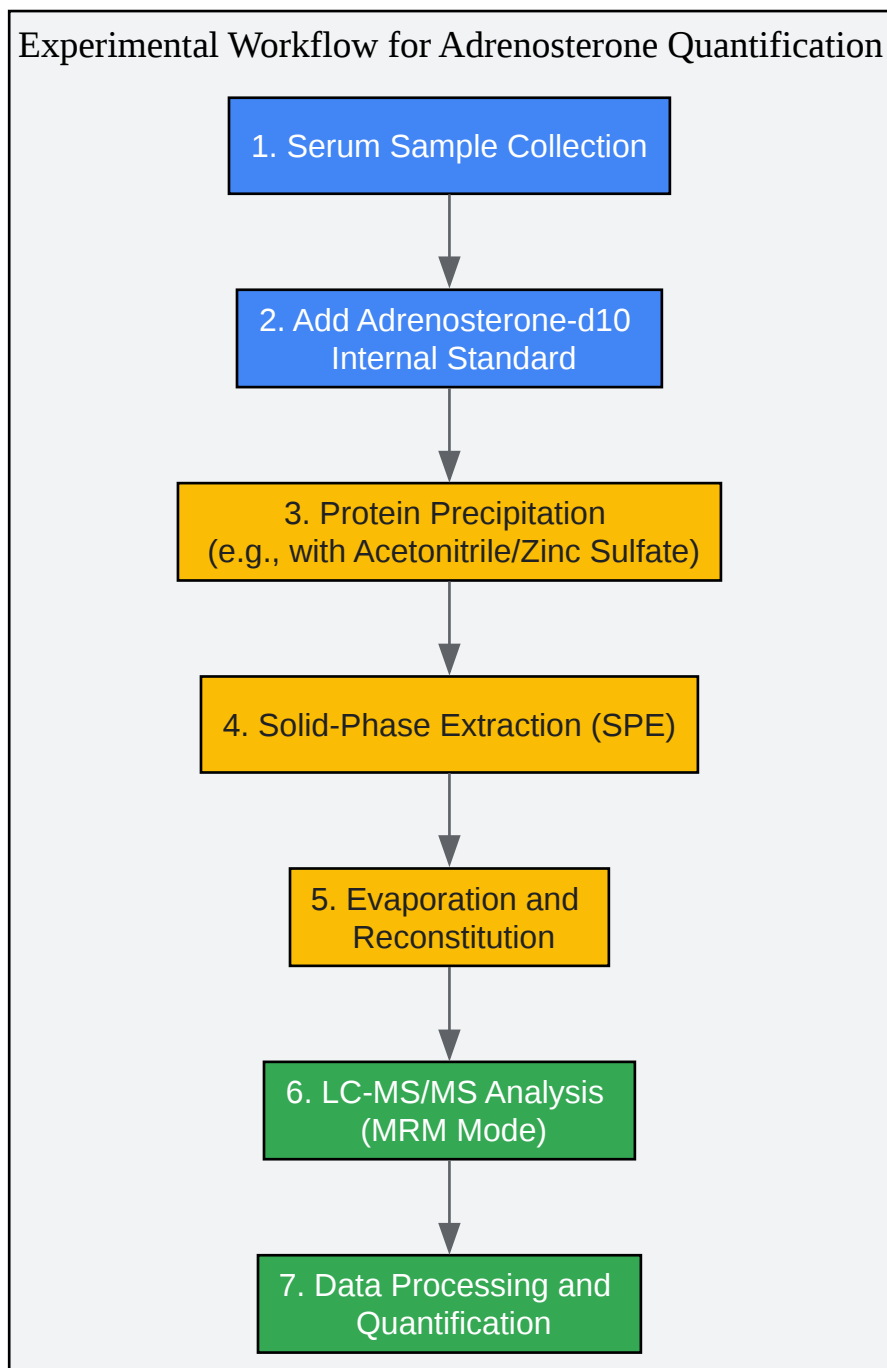 Experimental Workflow for Adrenosterone Quantification
1. Serum Sample Collection
2. Add Adrenosterone-d10
Internal Standard
3. Protein Precipitation
(e.g., with Acetonitrile/Zinc Sulfate)
4. Solid-Phase Extraction (SPE)
5. Evaporation and
Reconstitution
6. LC-MS/MS Analysis
(MRM Mode)
7. Data Processing and
Quantification